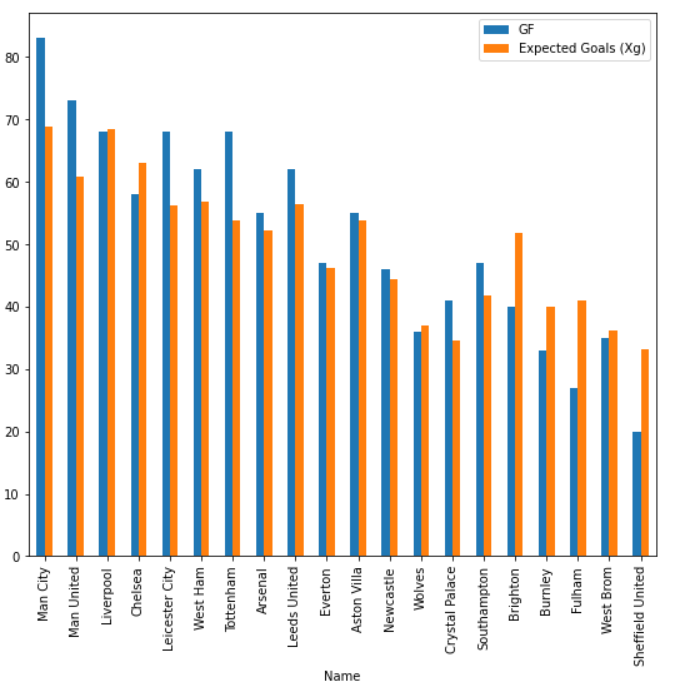 GF
Expected Goals (Xg)
80
70
60
50
40
30
20
10
0
Man City
Man United
Liverpool
Chelsea
Leicester City
West Ham
Tottenham
Arsenal
Leeds United
Everton
Aston Villa
Newcastle
Wolves
Crystal Palace
Southampton
Brighton
Burnley
Fulham
West Brom
Sheffield United
Name